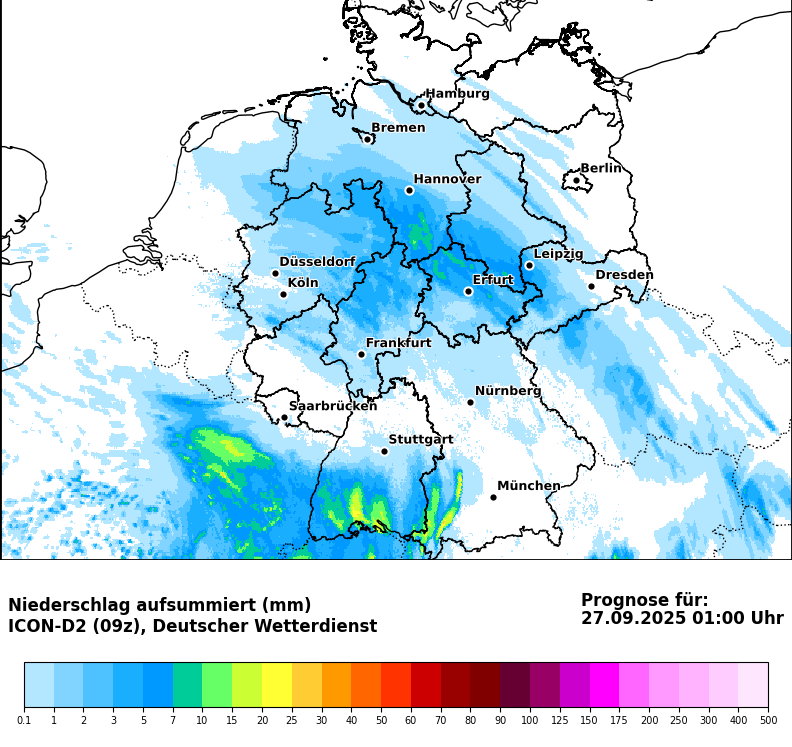 Hamburg
Bremen
Berlin
Hannover
Leipzig
Düsseldorf
Dresden
Köln
Erfurt
Frankfurt
Nürnberg
Saarbrücken
Stuttgart
München
Niederschlag aufsummiert (mm)
ICON-D2 (09z), Deutscher Wetterdienst
Prognose für:
27.09.2025 01:00 Uhr
0.1 1 2 3 5 7 10 15 20 25 30 40 50 60 70 80 90 100 125 150 175 200 250 300 400 500